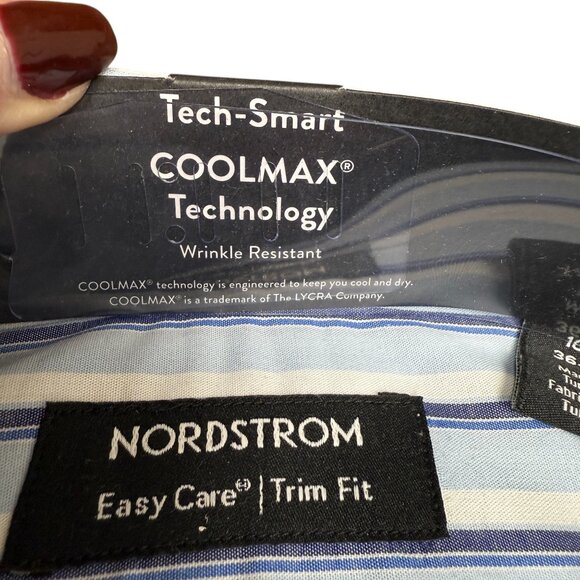 Tech-Smart
COOLMAX®
Technology
Wrinkle Resistant
COOLMAX® technology is engineered to keep you cool and dry.
COOLMAX® is a trademark of The LYCRA Company.
NORDSTROM
Easy Care® | Trim Fit
36